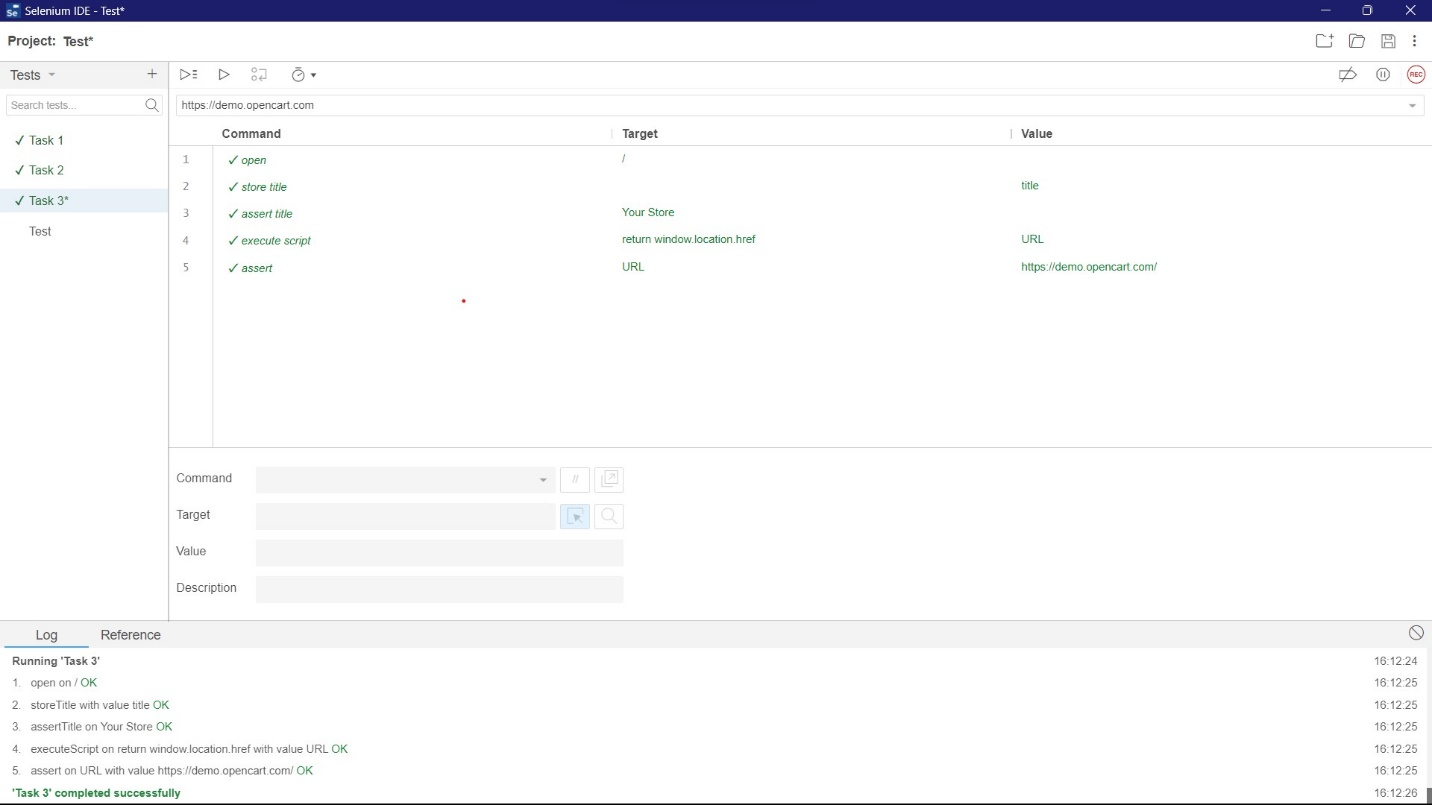 Selenium IDE - Test*
Project: Test*
Tests
Search tests...
✓ Task 1
✓ Task 2
✓ Task 3*
Test
REC
https://demo.opencart.com
Command Target Value
1 ✓ open /
2 ✓ store title title
3 ✓ assert title Your Store
4 ✓ execute script return window.location.href URL
5 ✓ assert URL https://demo.opencart.com/
Command //
Target
Value
Description
Log Reference
Running 'Task 3' 16:12:24
1. open on / OK 16:12:25
2. storeTitle with value title OK 16:12:25
3. assertTitle on Your Store OK 16:12:25
4. executeScript on return window.location.href with value URL OK 16:12:25
5. assert on URL with value https://demo.opencart.com/ OK 16:12:25
'Task 3' completed successfully 16:12:26